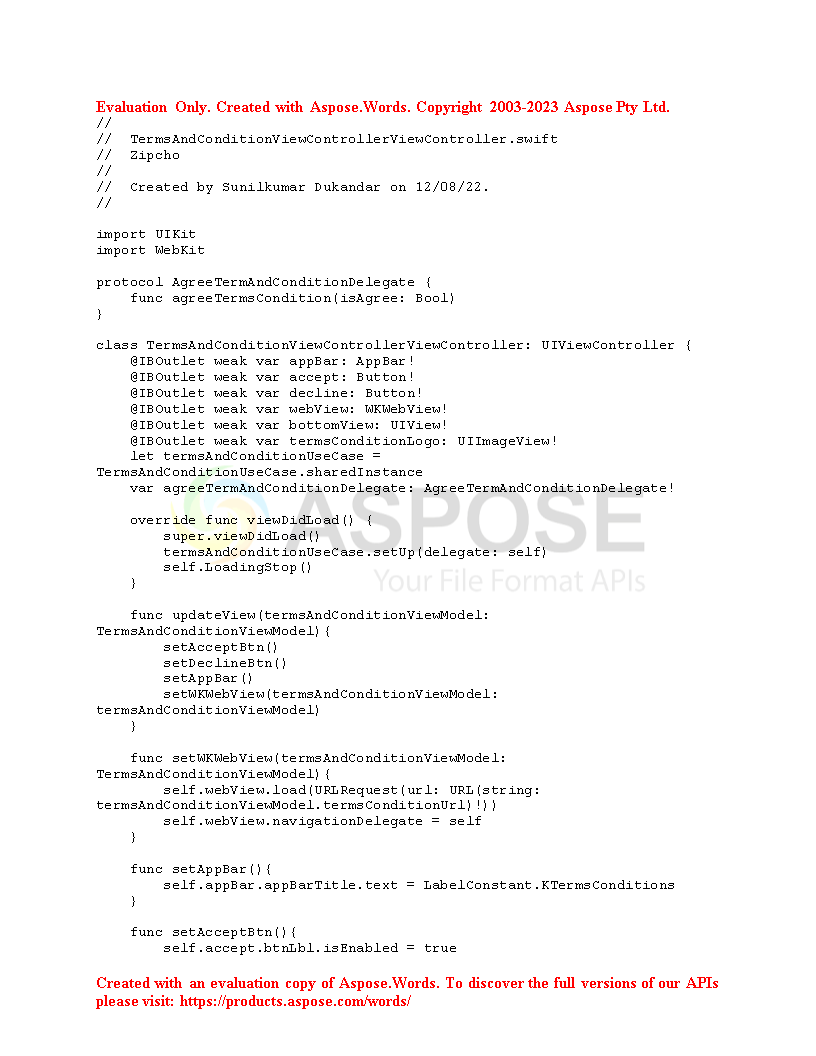 Evaluation Only. Created with Aspose.Words. Copyright 2003-2023 Aspose Pty Ltd.
//
//  TermsAndConditionViewControllerViewController.swift
//  Zipcho
//
//  Created by Sunilkumar Dukandar on 12/08/22.
//

import UIKit
import WebKit

protocol AgreeTermAndConditionDelegate {
    func agreeTermsCondition(isAgree: Bool)
}

class TermsAndConditionViewControllerViewController: UIViewController {
    @IBOutlet weak var appBar: AppBar!
    @IBOutlet weak var accept: Button!
    @IBOutlet weak var decline: Button!
    @IBOutlet weak var webView: WKWebView!
    @IBOutlet weak var bottomView: UIView!
    @IBOutlet weak var termsConditionLogo: UIImageView!
    let termsAndConditionUseCase =
TermsAndConditionUseCase.sharedInstance
    var agreeTermAndConditionDelegate: AgreeTermAndConditionDelegate!

    override func viewDidLoad() {
        super.viewDidLoad()
        termsAndConditionUseCase.setUp(delegate: self)
        self.LoadingStop()
    }
ASPOSE
Your File Format APIs

    func updateView(termsAndConditionViewModel:
TermsAndConditionViewModel){
        setAcceptBtn()
        setDeclineBtn()
        setAppBar()
        setWKWebView(termsAndConditionViewModel:
termsAndConditionViewModel)
    }

    func setWKWebView(termsAndConditionViewModel:
TermsAndConditionViewModel){
        self.webView.load(URLRequest(url: URL(string:
termsAndConditionViewModel.termsConditionUrl)!))
        self.webView.navigationDelegate = self
    }

    func setAppBar(){
        self.appBar.appBarTitle.text = LabelConstant.KTermsConditions
    }

    func setAcceptBtn(){
        self.accept.btnLbl.isEnabled = true

Created with an evaluation copy of Aspose.Words. To discover the full versions of our APIs
please visit: https://products.aspose.com/words/